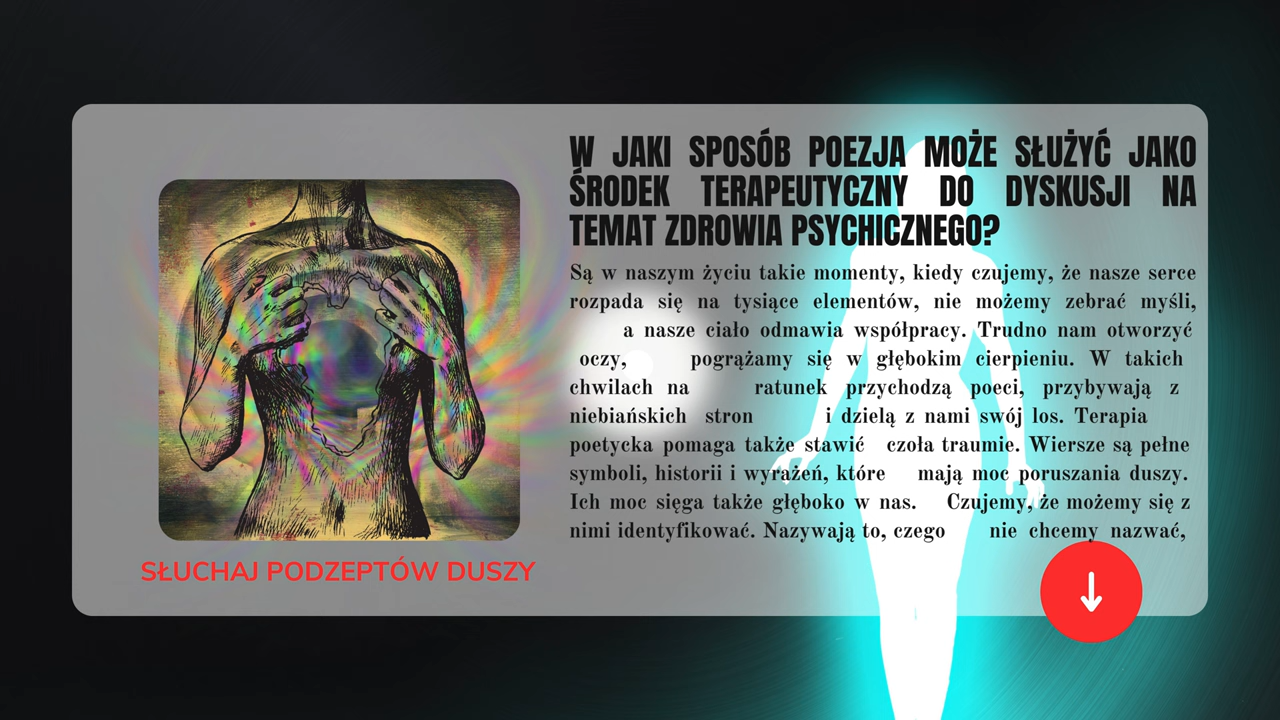 W JAKI SPOSÓB POEZJA MOŻE SŁUŻYĆ JAKO
ŚRODEK TERAPEUTYCZNY DO DYSKUSJI NA
TEMAT ZDROWIA PSYCHICZNEGO?
Są w naszym życiu takie momenty, kiedy czujemy, że nasze serce
rozpada się na tysiące elementów, nie możemy zebrać myśli,
a nasze ciało odmawia współpracy. Trudno nam otworzyć
oczy, pogrążamy się w głębokim cierpieniu. W takich
chwilach na ratunek przychodzą poeci, przybywają z
niebiańskich stron i dzielą z nami swój los. Terapia
poetycka pomaga także stawić czoła traumie. Wiersze są pełne
symboli, historii i wyrażeń, które mają moc poruszania duszy.
Ich moc sięga także głęboko w nas. Czujemy, że możemy się z
nimi identyfikować. Nazywają to, czego nie chcemy nazwać,
SŁUCHAJ PODZEPTÓW DUSZY